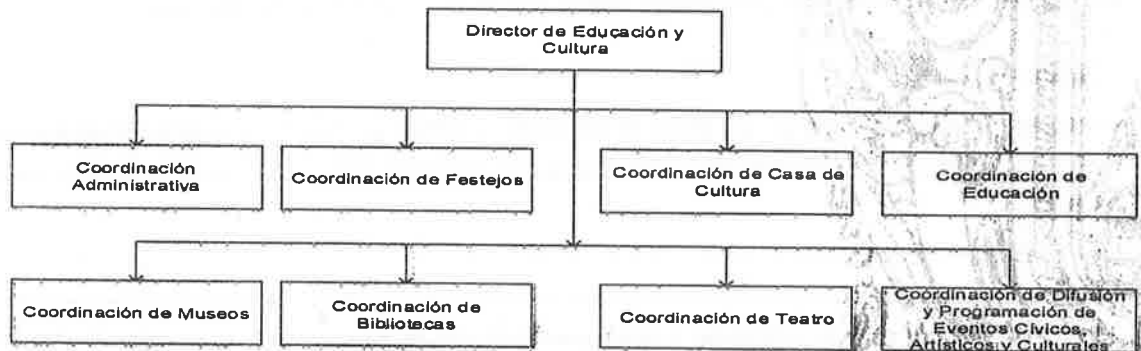 Director de Educación y
Cultura
Coordinación
Administrativa
Coordinación de Festejos
Coordinación de Casa de
Cultura
Coordinación de
Educación
Coordinación de Museos
Coordinación de
Bibliotecas
Coordinación de Teatro
Coordinación de Difusión
y Programación de
Eventos Cívicos,
Artísticos y Culturales